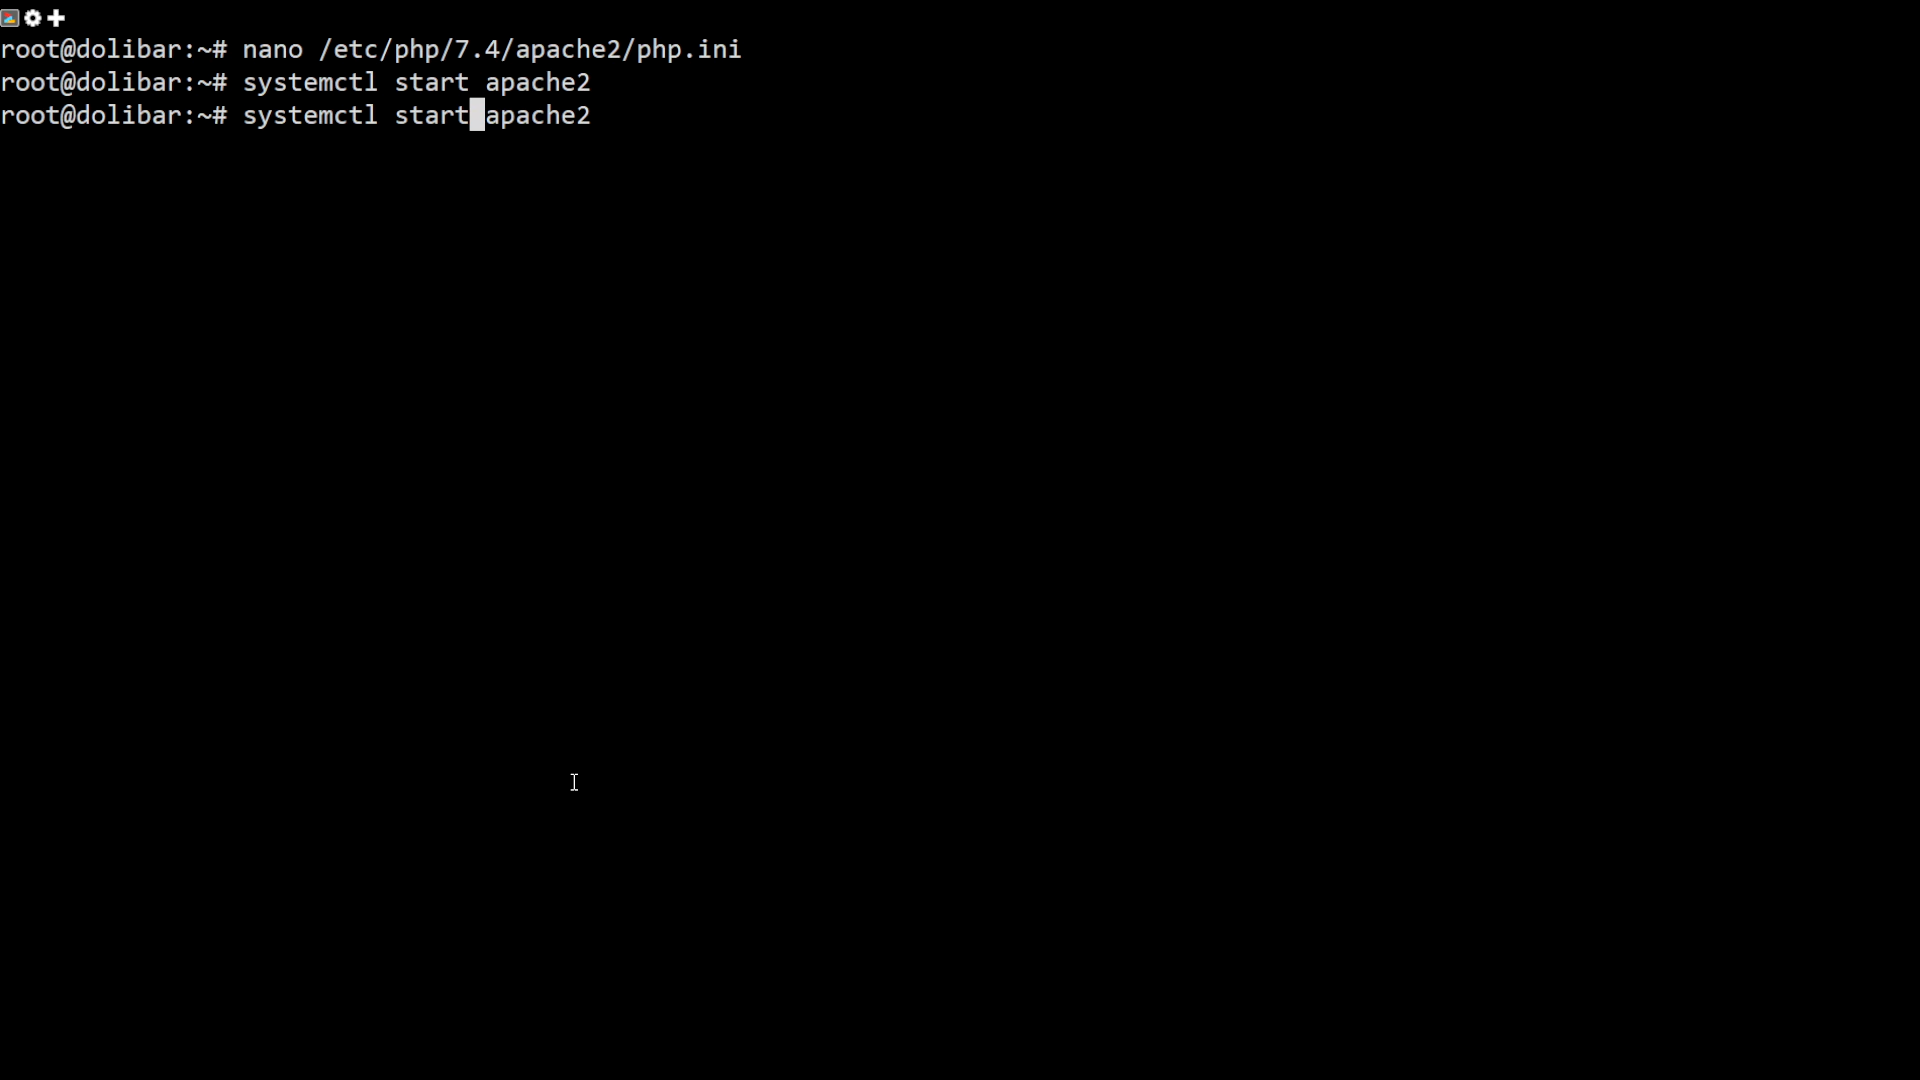 root@dolibar:~# nano /etc/php/7.4/apache2/php.ini
root@dolibar:~# systemctl start apache2
root@dolibar:~# systemctl start apache2